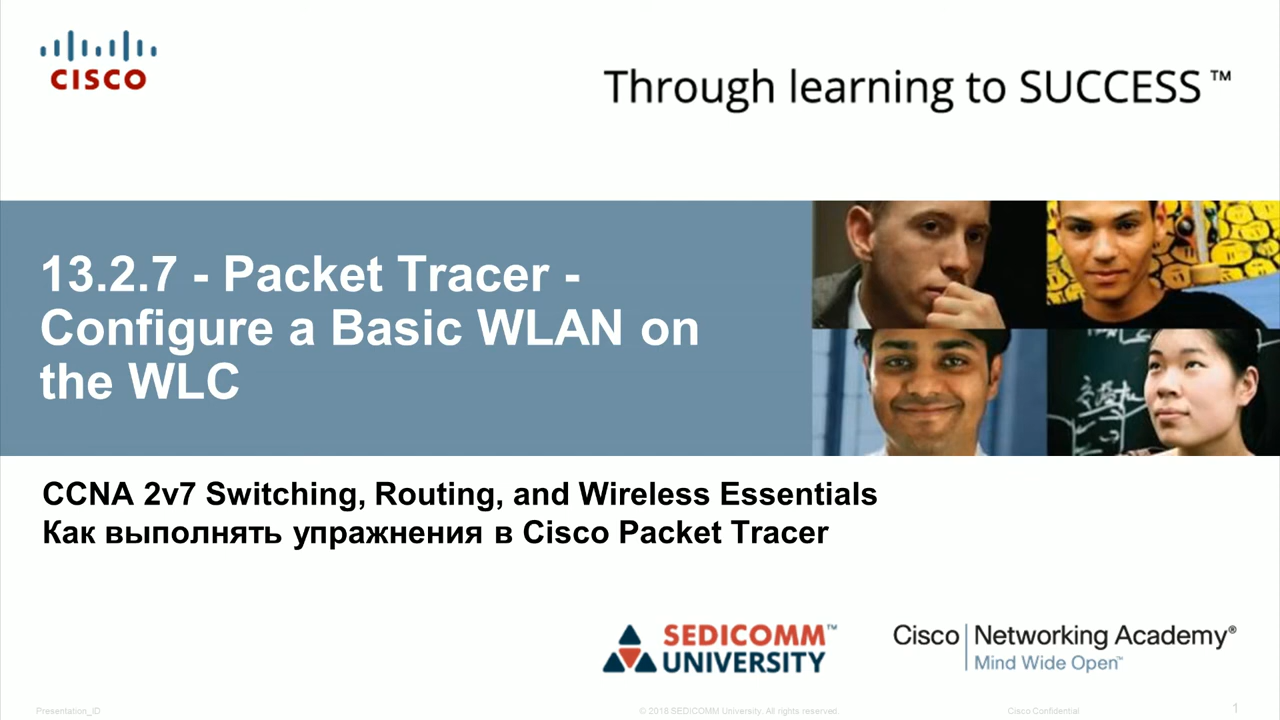 CISCO
Through learning to SUCCESS™
13.2.7 - Packet Tracer -
Configure a Basic WLAN on
the WLC
CCNA 2v7 Switching, Routing, and Wireless Essentials
Как выполнять упражнения в Cisco Packet Tracer
SEDICOMM™
UNIVERSITY
Cisco Networking Academy®
Mind Wide Open™
Presentation_ID
© 2018 SEDICOMM University. All rights reserved.
Cisco Confidential
1